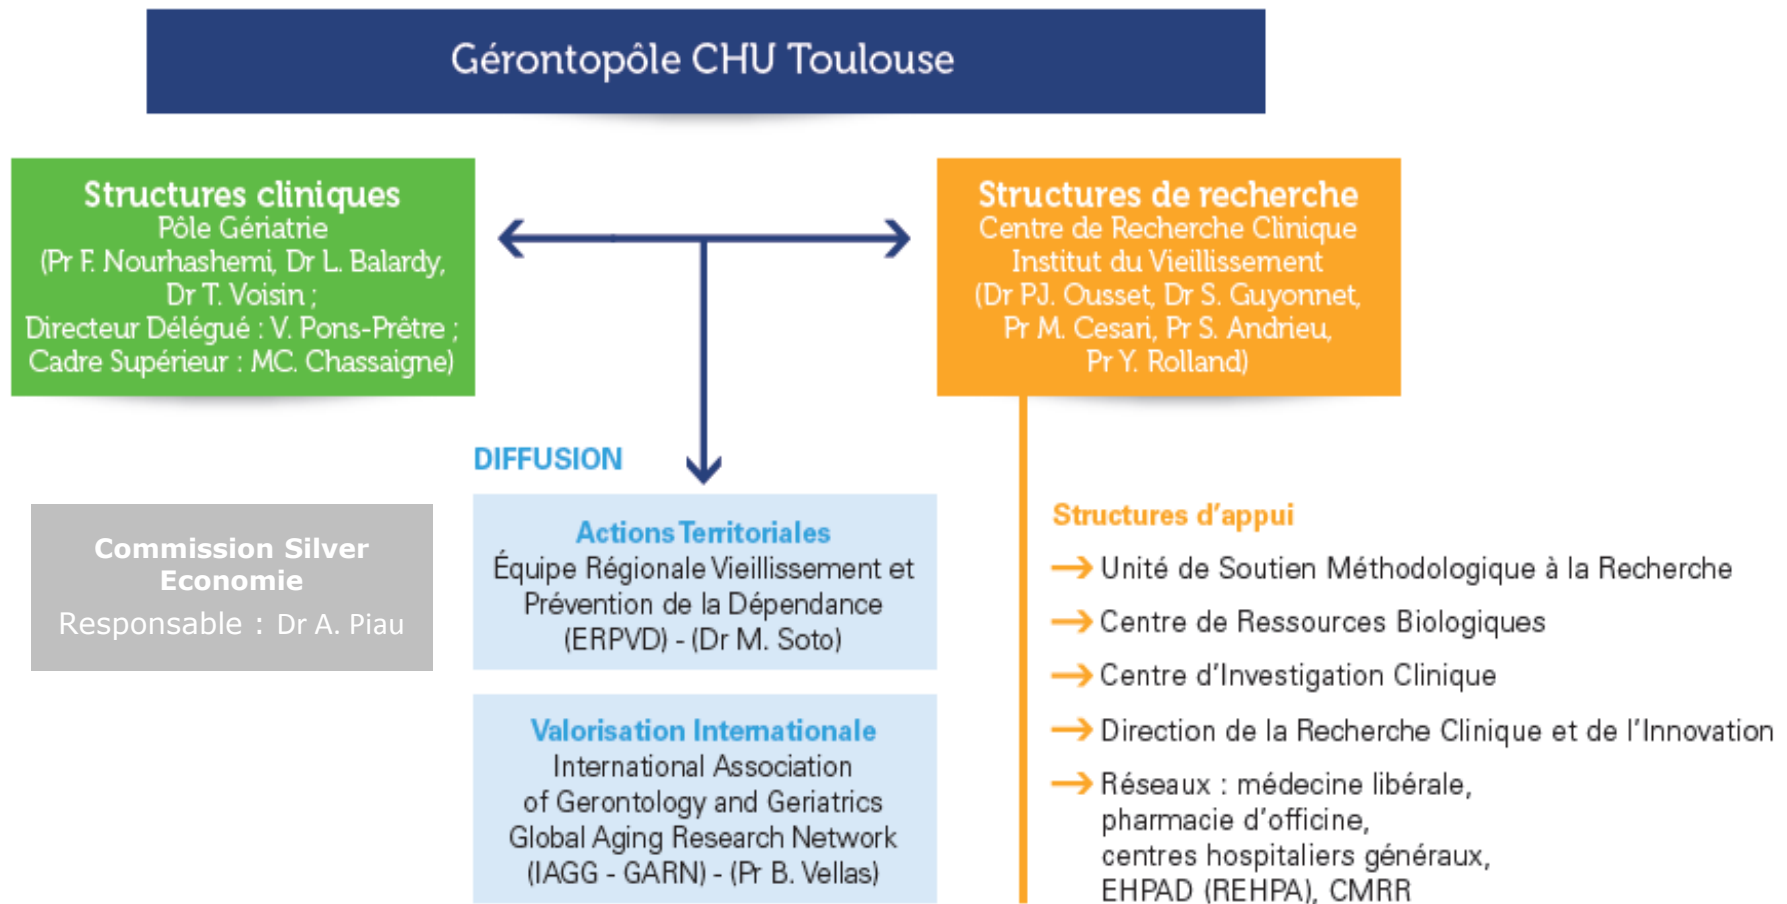 Gérontopôle CHU Toulouse
Structures cliniques
Pôle Gériatrie
(Pr F. Nourhashemi, Dr L. Balardy,
Dr T. Voisin ;
Directeur Délégué : V. Pons-Prêtre ;
Cadre Supérieur : MC. Chassaigne)
Structures de recherche
Centre de Recherche Clinique
Institut du Vieillissement
(Dr PJ. Ousset, Dr S. Guyonnet,
Pr M. Cesari, Pr S. Andrieu,
Pr Y. Rolland)
Commission Silver
Economie
Responsable : Dr A. Piau
DIFFUSION
Actions Territoriales
Équipe Régionale Vieillissement et
Prévention de la Dépendance
(ERPVD) - (Dr M. Soto)
Valorisation Internationale
International Association
of Gerontology and Geriatrics
Global Aging Research Network
(IAGG - GARN) - (Pr B. Vellas)
Structures d'appui
Unité de Soutien Méthodologique à la Recherche
Centre de Ressources Biologiques
Centre d'Investigation Clinique
Direction de la Recherche Clinique et de l'Innovation
Réseaux : médecine libérale,
pharmacie d'officine,
centres hospitaliers généraux,
EHPAD (REHPA), CMRR